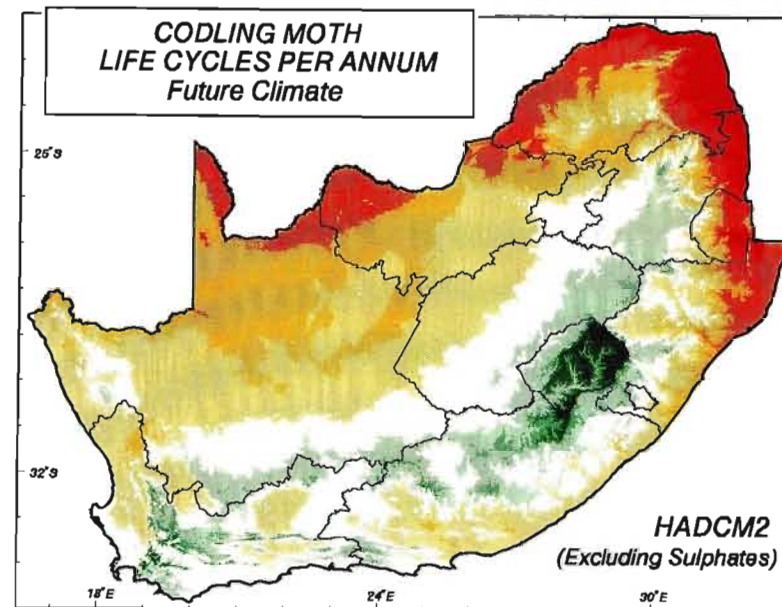 CODLING MOTH
LIFE CYCLES PER ANNUM
Future Climate
25°S
32°S
HADCM2
(Excluding Sulphates)
18°E 24°E 30°E